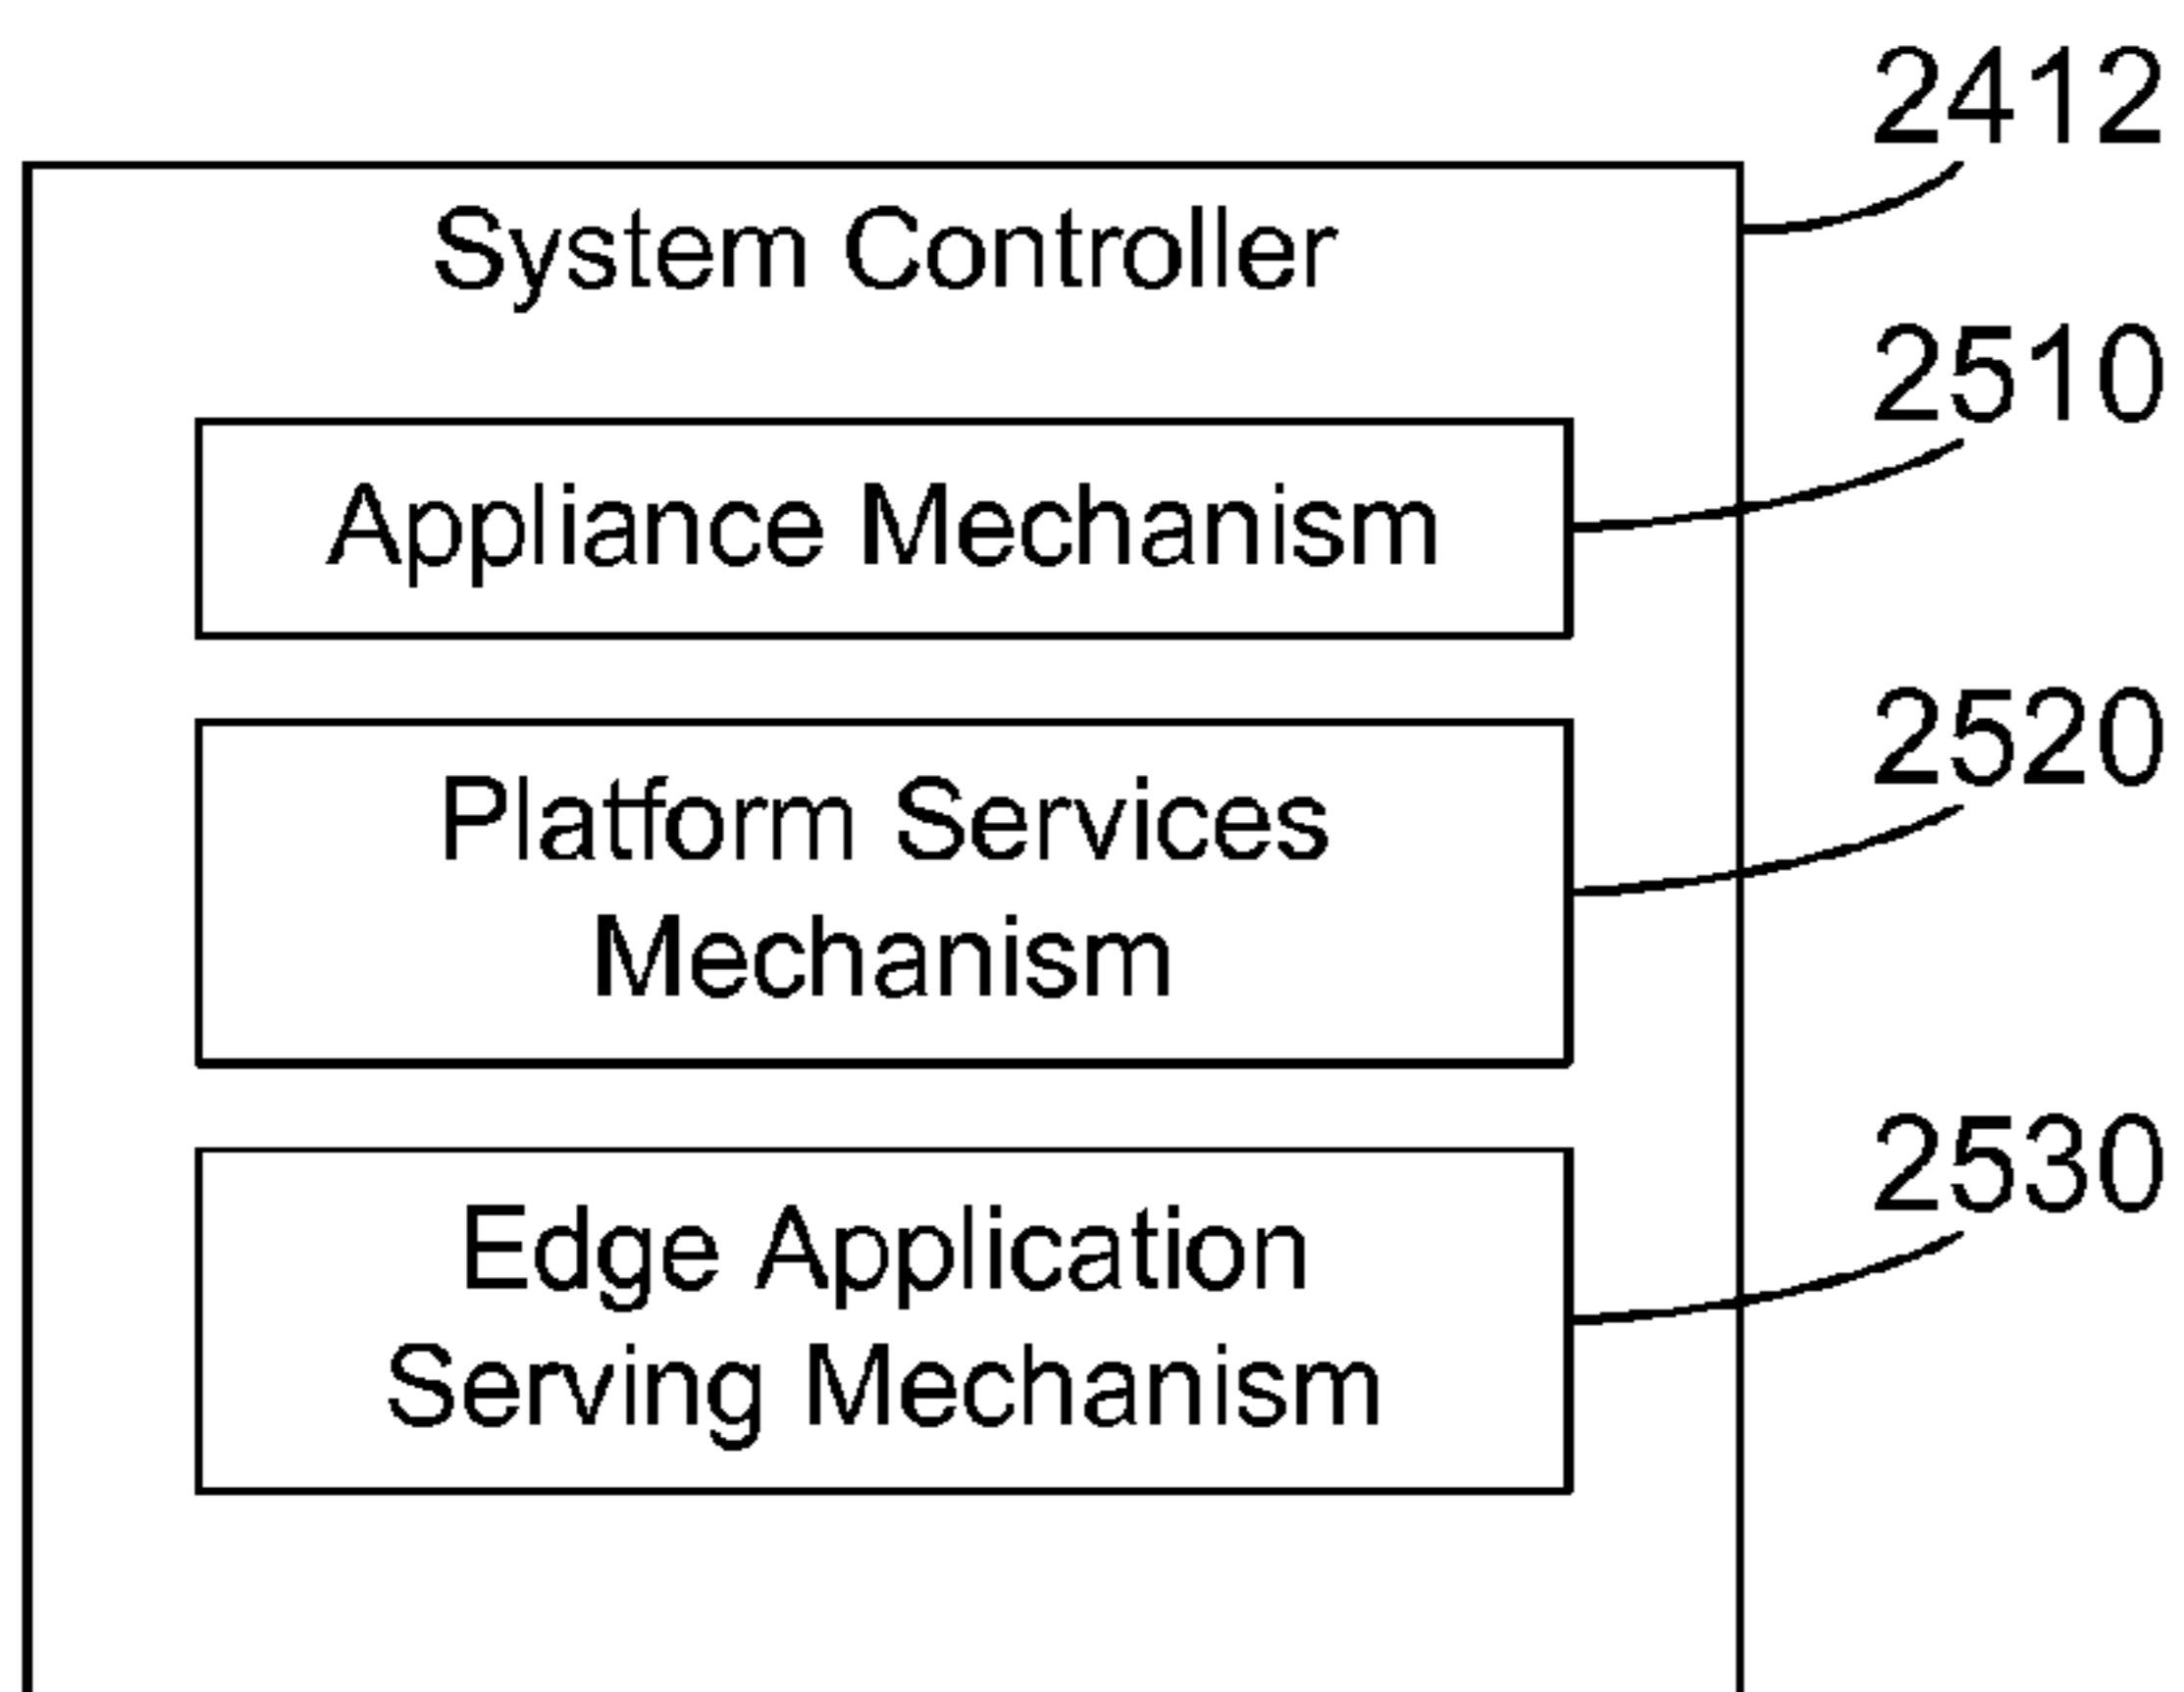 2412
System Controller
2510
Appliance Mechanism
2520
Platform Services
Mechanism
2530
Edge Application
Serving Mechanism